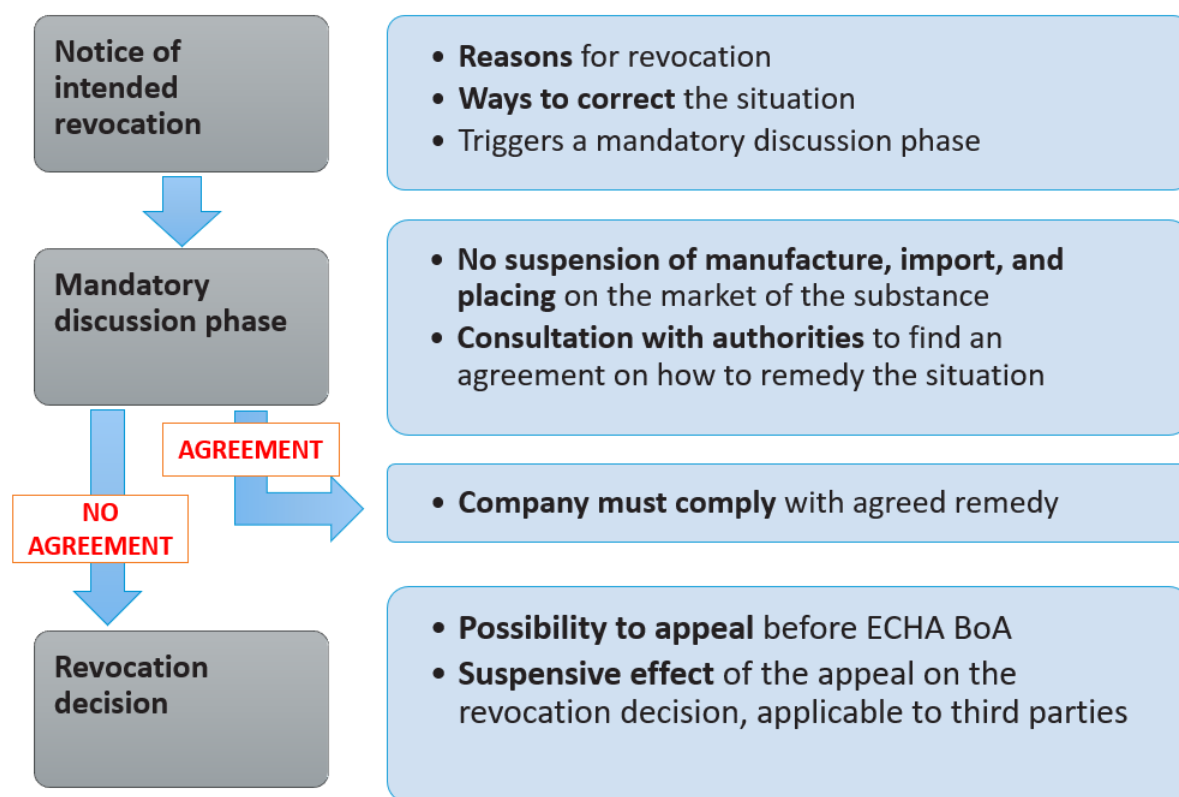 Notice of
intended
revocation
• Reasons for revocation
• Ways to correct the situation
• Triggers a mandatory discussion phase
Mandatory
discussion phase
• No suspension of manufacture, import, and
placing on the market of the substance
• Consultation with authorities to find an
agreement on how to remedy the situation
AGREEMENT
NO
AGREEMENT
• Company must comply with agreed remedy
Revocation
decision
• Possibility to appeal before ECHA BoA
• Suspensive effect of the appeal on the
revocation decision, applicable to third parties